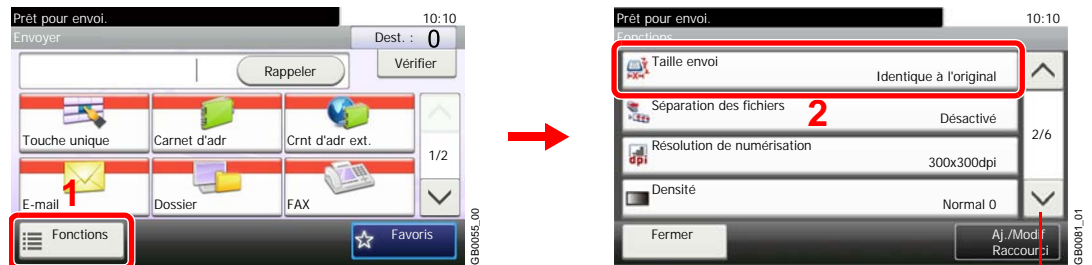 Prêt pour envoi.
10:10
Envoyer
Dest. : 0
Rappeler
Vérifier
Touche unique
Carnet d'adr
Crnt d'adr ext.
1/2
E-mail
Dossier
FAX
1
Fonctions
Favoris
GB0055_00
Prêt pour envoi.
10:10
Fonctions
Taille envoi
Identique à l'original
Séparation des fichiers
2
Désactivé
2/6
Résolution de numérisation
dpi
300x300dpi
Densité
Normal 0
Fermer
Aj./Modif
Raccourci
GB0081_01